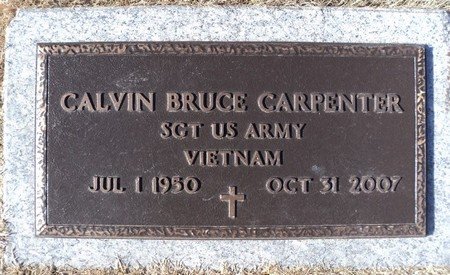 CALVIN BRUCE CARPENTER
SGT US ARMY
VIETNAM
JUL 1 1950 OCT 31 2007